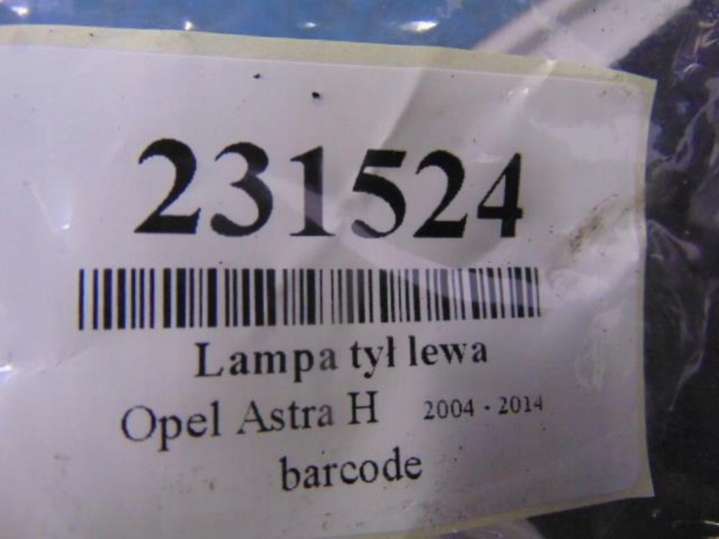 231524
Lampa tył lewa
Opel Astra H 2004 - 2014
barcode